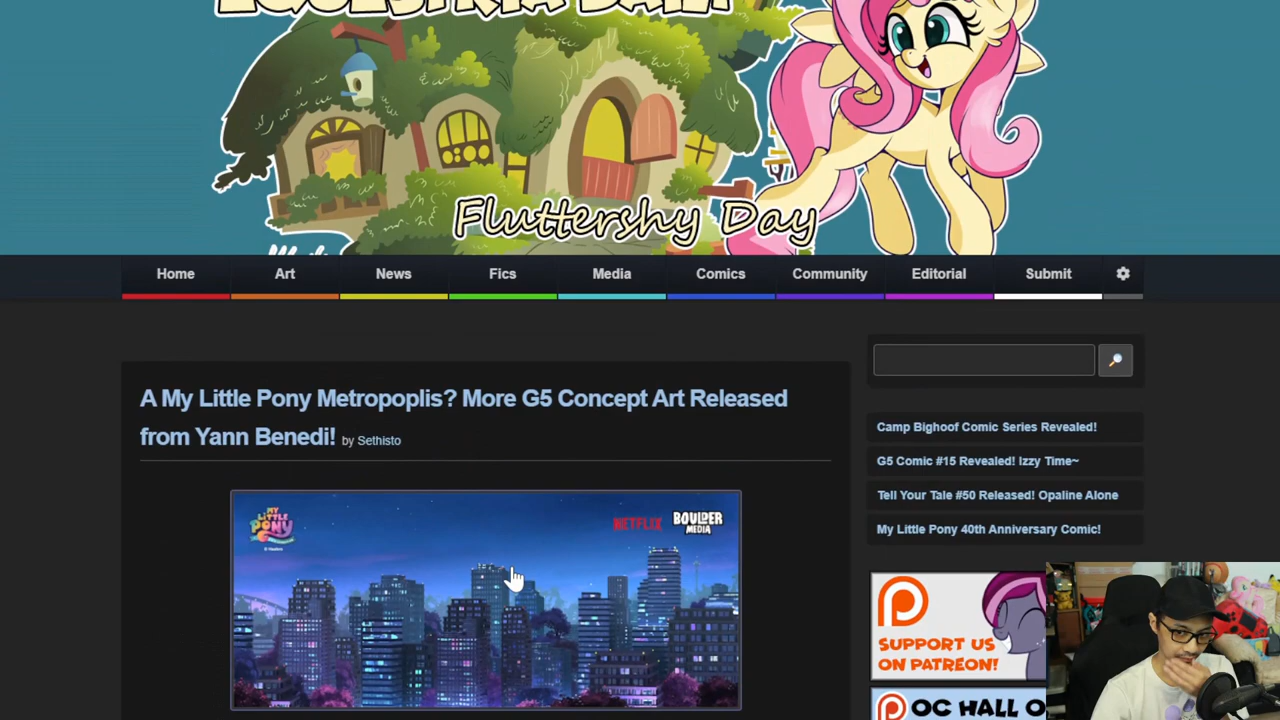 EQUESTRIA DAILY
Fluttershy Day
Home Art News Fics Media Comics Community Editorial Submit
A My Little Pony Metropoplis? More G5 Concept Art Released
from Yann Benedi! by Sethisto
MY LITTLE PONY
NETFLIX
BOULDER
MEDIA
Camp Bighoof Comic Series Revealed!
G5 Comic #15 Revealed! Izzy Time~
Tell Your Tale #50 Released! Opaline Alone
My Little Pony 40th Anniversary Comic!
SUPPORT US
ON PATREON!
OC HALL O